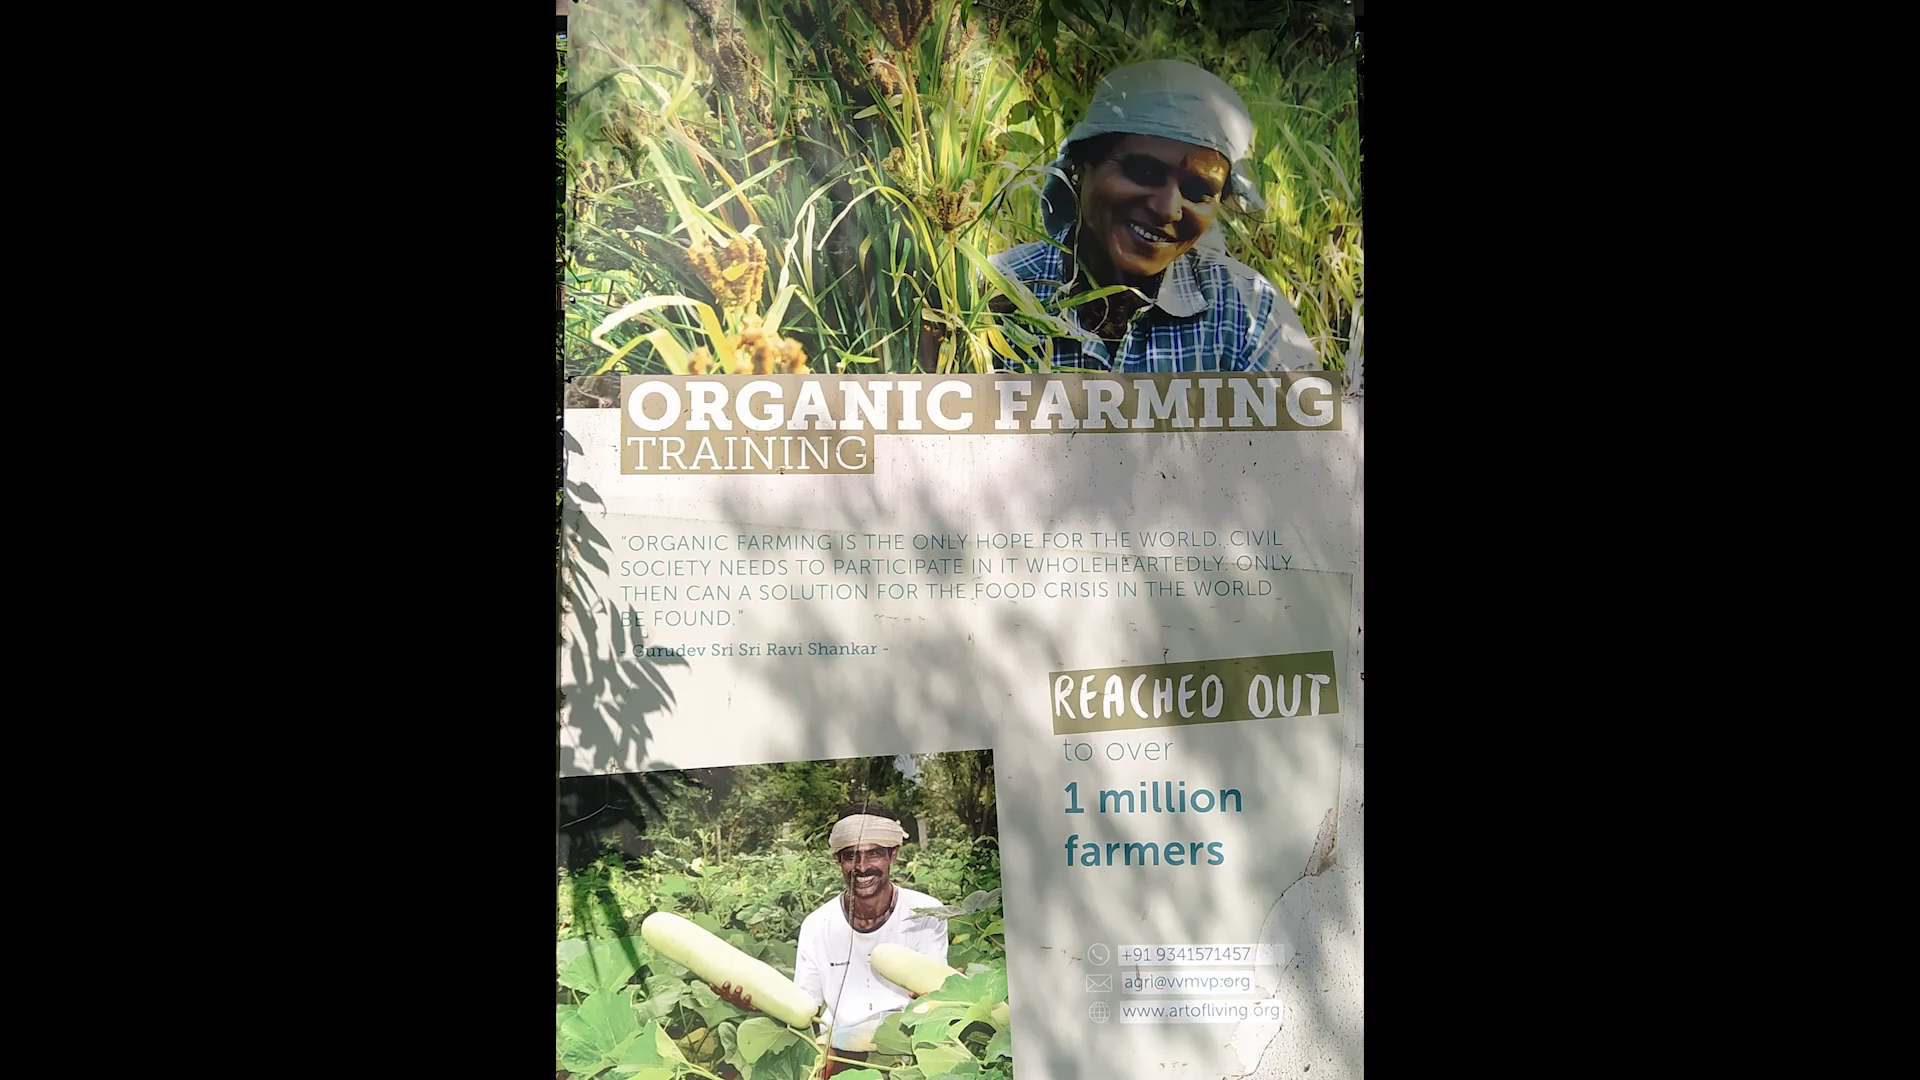 ORGANIC FARMING
TRAINING
“ORGANIC FARMING IS THE ONLY HOPE FOR THE WORLD. CIVIL
SOCIETY NEEDS TO PARTICIPATE IN IT WHOLEHEARTEDLY. ONLY
THEN CAN A SOLUTION FOR THE FOOD CRISIS IN THE WORLD
BE FOUND.”
- Gurudev Sri Sri Ravi Shankar -
REACHED OUT
to over
1 million
farmers
+91 9341571457
agri@vvmvp.org
www.artofliving.org